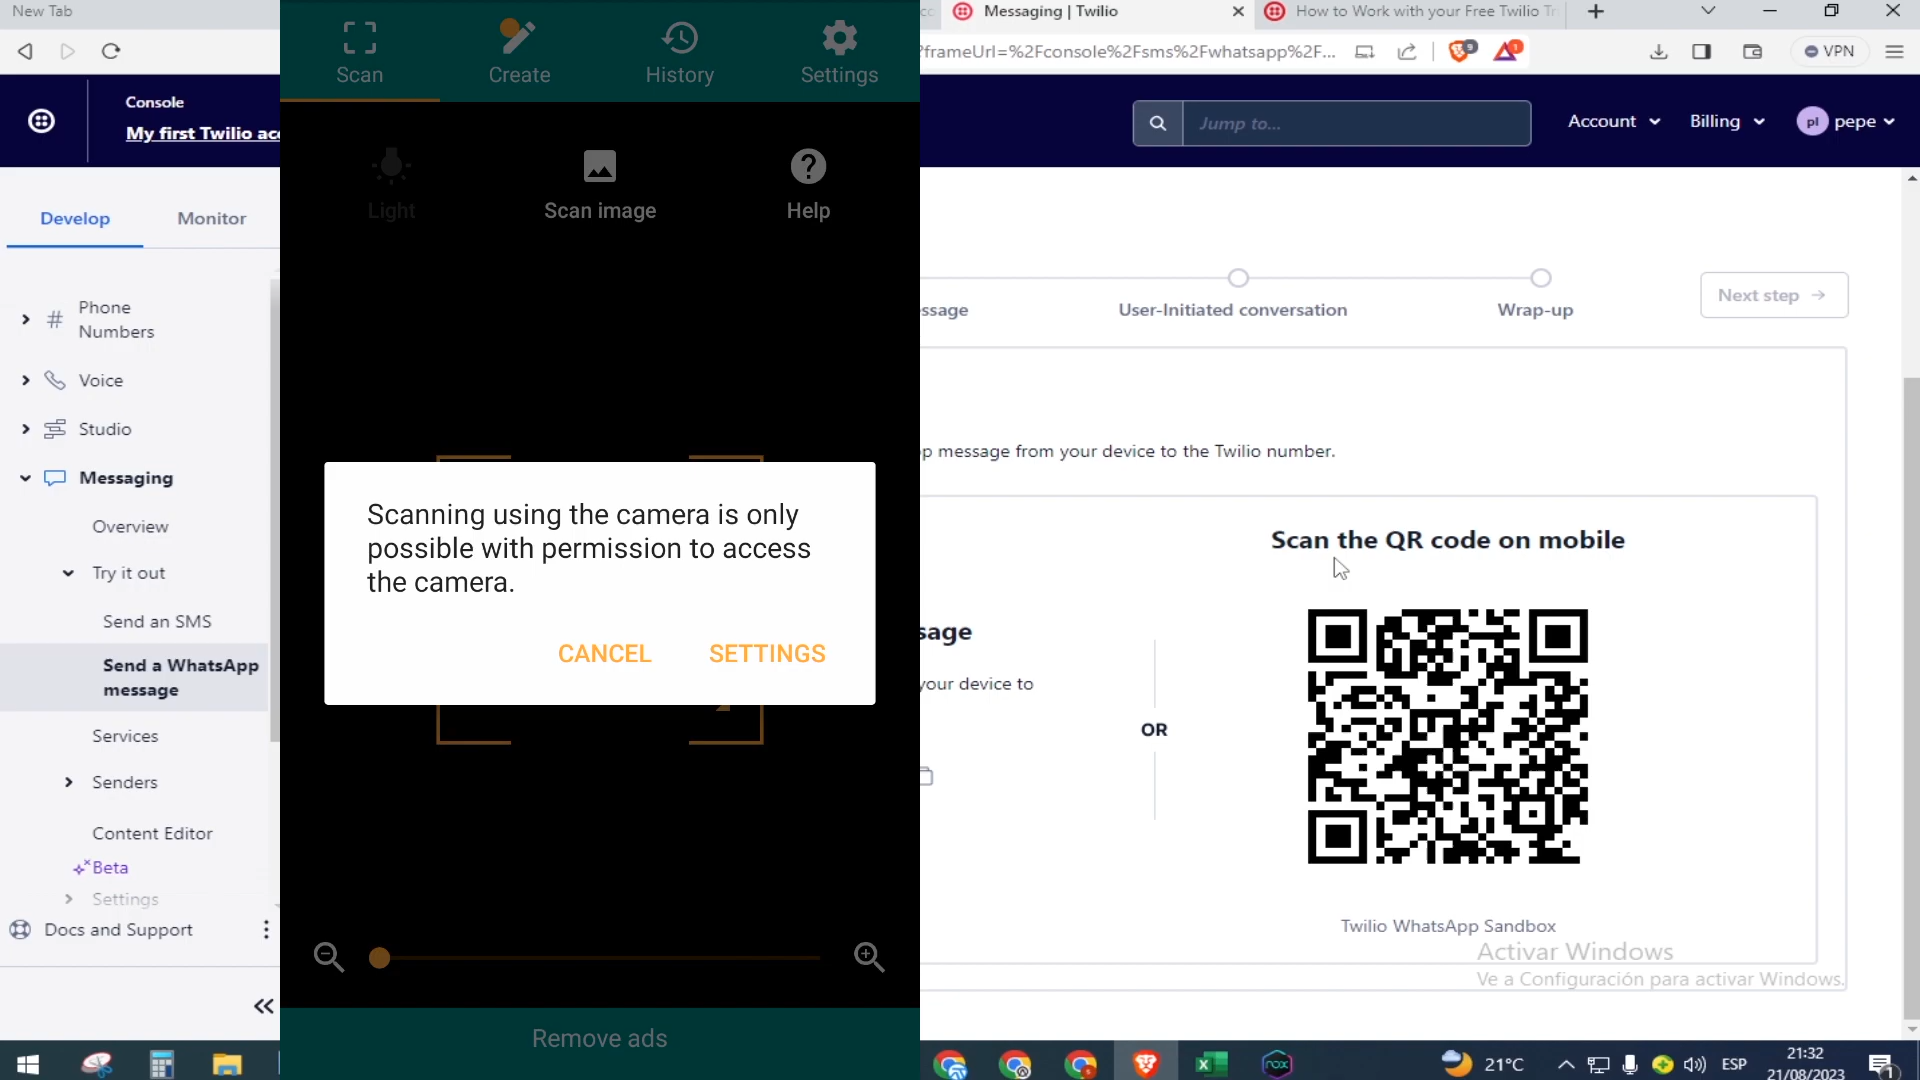 New Tab
Messaging | Twilio
How to Work with your Free Twilio Tr
?frameUrl=%2Fconsole%2Fsms%2Fwhatsapp%2F...
9
1
VPN
Console
My first Twilio acc
Jump to...
Account
Billing
pl
pepe
Scan
Create
History
Settings
Light
Scan image
Help
Develop
Monitor
Phone
Numbers
Voice
Studio
Messaging
Overview
Try it out
Send an SMS
Send a WhatsApp
message
Services
Senders
Content Editor
Beta
Settings
Docs and Support
Scanning using the camera is only
possible with permission to access
the camera.
CANCEL
SETTINGS
Remove ads
ssage
User-Initiated conversation
Wrap-up
Next step
p message from your device to the Twilio number.
sage
your device to
OR
Scan the QR code on mobile
Twilio WhatsApp Sandbox
Activar Windows
Ve a Configuración para activar Windows.
nox
21°C
ESP
21:32
21/08/2023
1